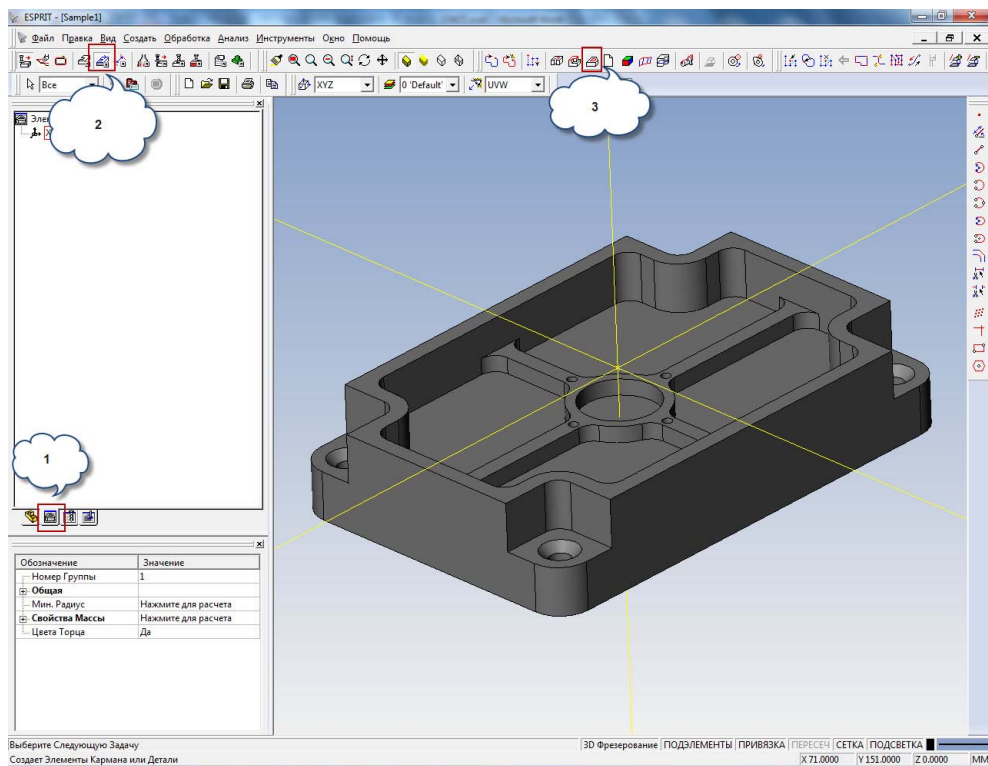 ESPRIT - [Sample1]
Файл Правка Вид Создать Обработка Анализ Инструменты Окно Помощь
Все
XYZ
0 'Default'
UVW
2
3
Эле
X
1
Обозначение Значение
Номер Группы 1
Общая
Мин. Радиус Нажмите для расчета
Свойства Массы Нажмите для расчета
Цвета Торца Да
Выберите Следующую Задачу
3D Фрезерование ПОДЭЛЕМЕНТЫ ПРИВЯЗКА ПЕРЕСЕЧ СЕТКА ПОДСВЕТКА
Создает Элементы Кармана или Детали
X 71.0000 Y 151.0000 Z 0.0000 MM